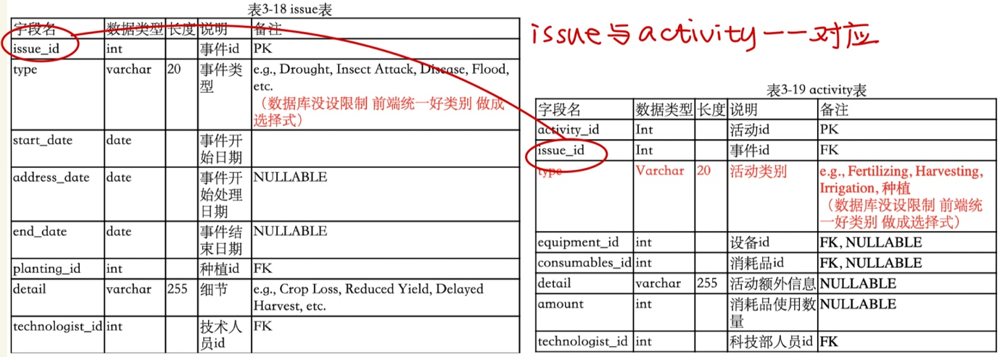 表3-18 issue表
字段名 数据类型 长度 说明 备注
issue_id int 事件id PK
type varchar 20 事件类型 e.g., Drought, Insect Attack, Disease, Flood, etc.
（数据库没设限制 前端统一好类别 做成选择式）
start_date date 事件开始日期
address_date date 事件开始处理日期 NULLABLE
end_date date 事件结束日期 NULLABLE
planting_id int 种植id FK
detail varchar 255 细节 e.g., Crop Loss, Reduced Yield, Delayed Harvest, etc.
technologist_id int 技术人员id FK
issue与activity一一对应
表3-19 activity表
字段名 数据类型 长度 说明 备注
activity_id Int 活动id PK
issue_id Int 事件id FK
type Varchar 20 活动类别 e.g., Fertilizing, Harvesting, Irrigation, 种植
（数据库没设限制 前端统一好类别 做成选择式）
equipment_id int 设备id FK, NULLABLE
consumables_id int 消耗品id FK, NULLABLE
detail varchar 255 活动额外信息 NULLABLE
amount int 消耗品使用数量 NULLABLE
technologist_id int 科技部人员id FK